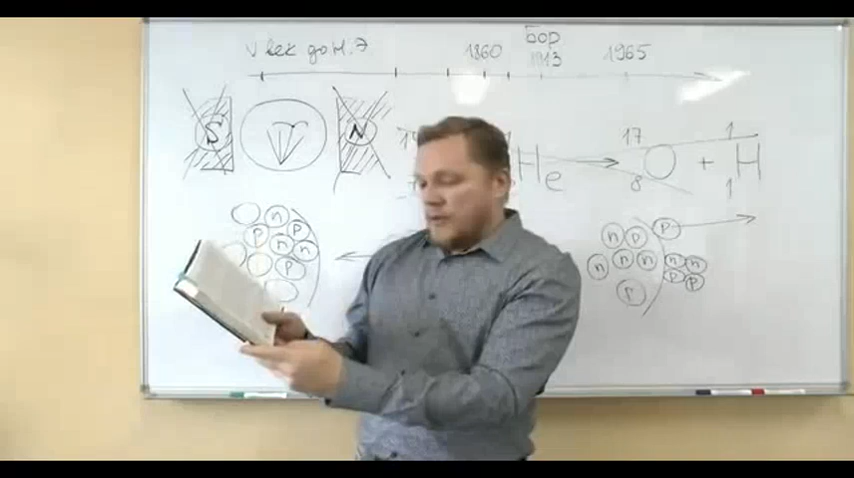 V век до н.э
Бор
1860 1913 1965
S N
He → 17 8 O + 1 1 H
n p n n n p
n p n n n p p n n p p